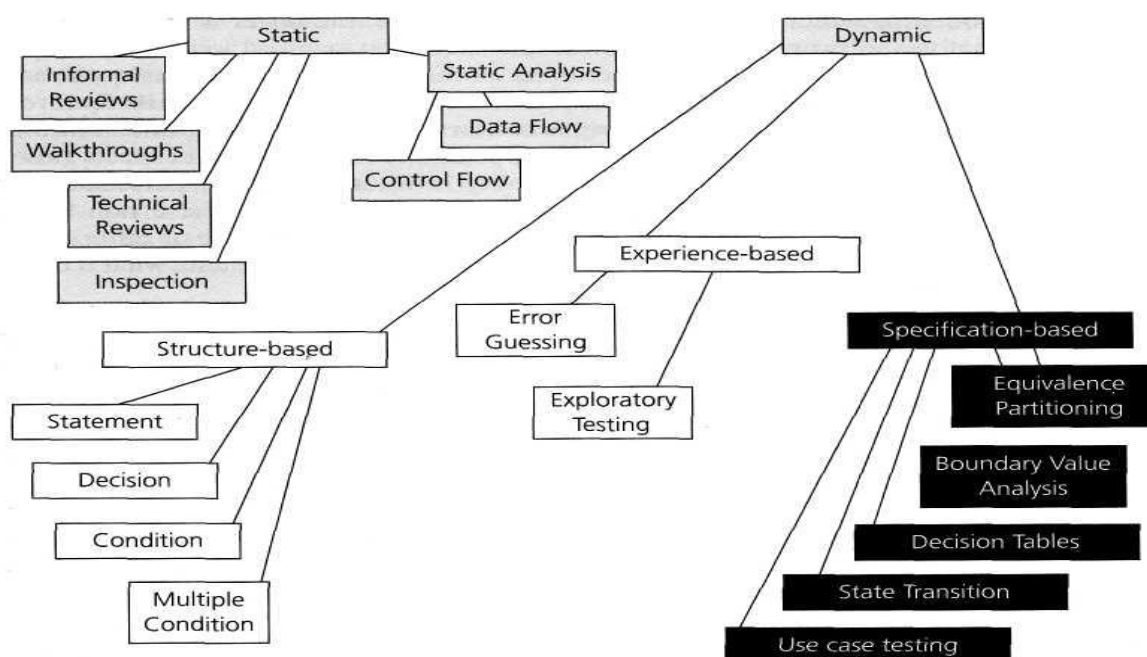 Static
Dynamic
Informal
Reviews
Static Analysis
Data Flow
Walkthroughs
Control Flow
Technical
Reviews
Experience-based
Inspection
Error
Guessing
Specification-based
Structure-based
Equivalence
Partitioning
Exploratory
Testing
Statement
Boundary Value
Analysis
Decision
Condition
Decision Tables
State Transition
Multiple
Condition
Use case testing